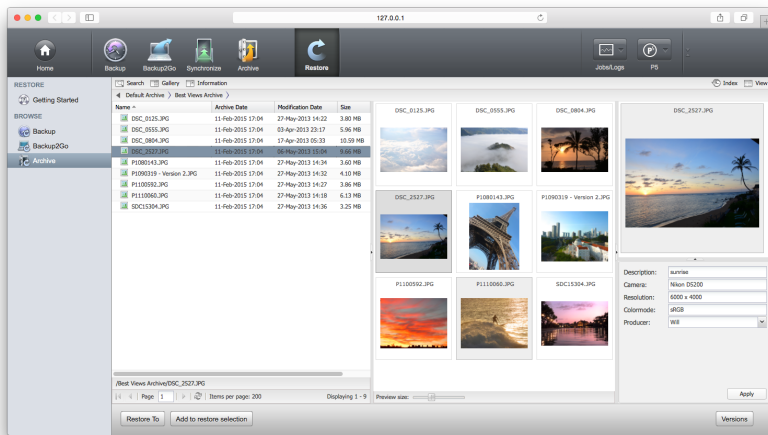 127.0.0.1
Home
Backup
Backup2Go
Synchronize
Archive
Restore
Jobs/Logs
P5
RESTORE
Getting Started
BROWSE
Backup
Backup2Go
Archive
Search Gallery Information
Index View
Default Archive Best Views Archive
Name Archive Date Modification Date Size
DSC_0125.JPG 11-Feb-2015 17:04 27-May-2013 14:22 3.80 MB
DSC_0555.JPG 11-Feb-2015 17:04 03-Apr-2013 23:17 5.96 MB
DSC_0804.JPG 11-Feb-2015 17:04 17-Apr-2013 05:33 10.59 MB
DSC_2527.JPG 11-Feb-2015 17:04 06-May-2013 15:04 9.66 MB
P1080143.JPG 11-Feb-2015 17:04 27-May-2013 14:34 3.60 MB
P1090319 - Version 2.JPG 11-Feb-2015 17:04 27-May-2013 14:32 4.10 MB
P1100592.JPG 11-Feb-2015 17:04 27-May-2013 14:27 3.86 MB
P1110060.JPG 11-Feb-2015 17:04 27-May-2013 14:18 6.13 MB
SDC15304.JPG 11-Feb-2015 17:04 27-May-2013 14:36 3.25 MB
/Best Views Archive/DSC_2527.JPG
Page 1 Items per page: 200 Displaying 1 - 9
DSC_0125.JPG DSC_0555.JPG DSC_0804.JPG
DSC_2527.JPG P1080143.JPG P1090319 - Version 2.JPG
P1100592.JPG P1110060.JPG SDC15304.JPG
Preview size:
DSC_2527.JPG
Description: sunrise
Camera: Nikon D5200
Resolution: 6000 x 4000
Colormode: sRGB
Producer: Will
Apply
Restore To Add to restore selection Versions